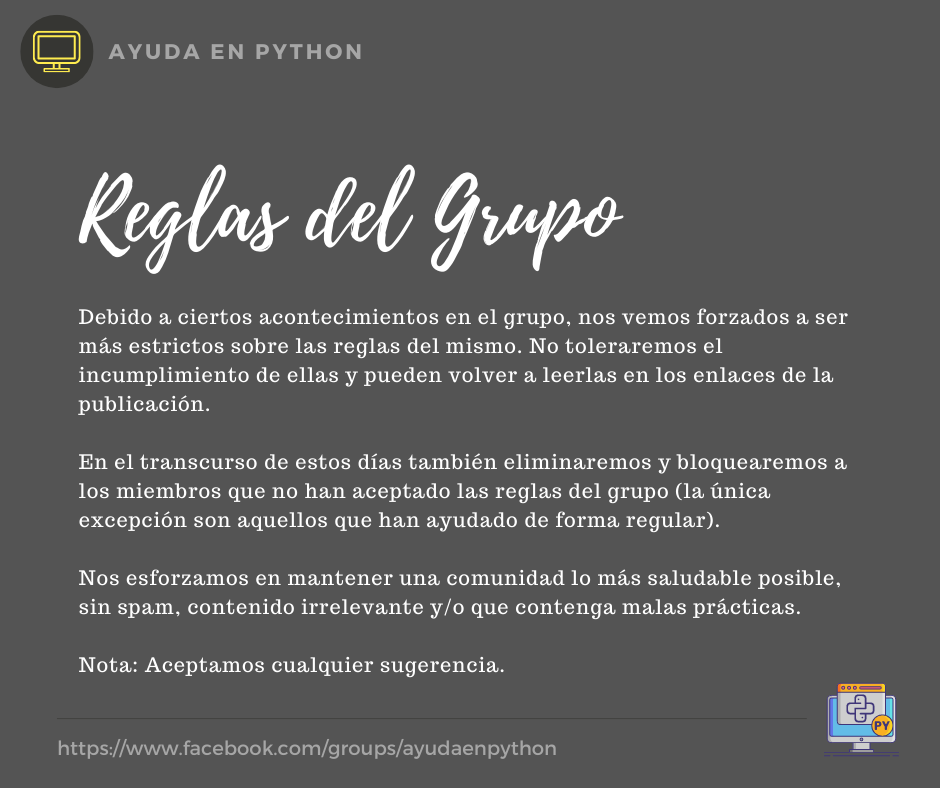 AYUDA EN PYTHON
Reglas del Grupo
Debido a ciertos acontecimientos en el grupo, nos vemos forzados a ser
más estrictos sobre las reglas del mismo. No toleraremos el
incumplimiento de ellas y pueden volver a leerlas en los enlaces de la
publicación.
En el transcurso de estos días también eliminaremos y bloquearemos a
los miembros que no han aceptado las reglas del grupo (la única
excepción son aquellos que han ayudado de forma regular).
Nos esforzamos en mantener una comunidad lo más saludable posible,
sin spam, contenido irrelevante y/o que contenga malas prácticas.
Nota: Aceptamos cualquier sugerencia.
PY
https://www.facebook.com/groups/ayudaenpython